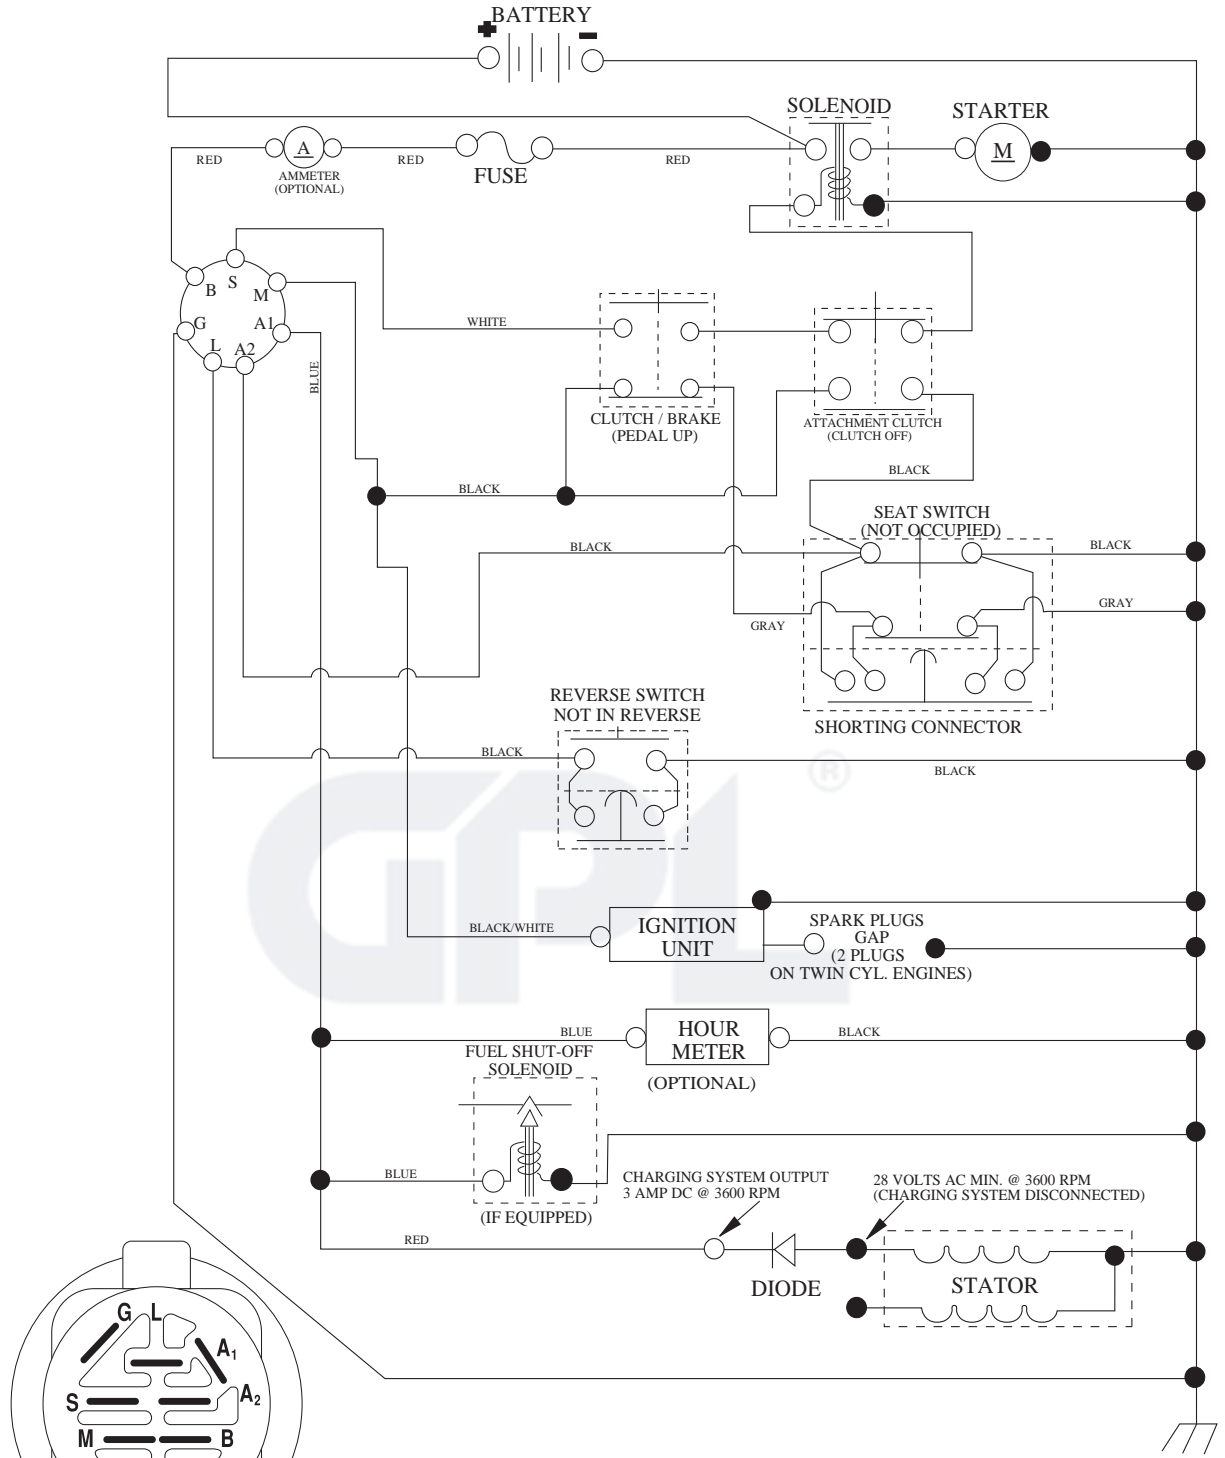 BATTERY
SOLENOID
STARTER
RED
A
RED
RED
M
AMMETER
(OPTIONAL)
FUSE
B
S
M
G
A1
L
A2
WHITE
BLUE
CLUTCH / BRAKE
(PEDAL UP)
ATTACHMENT CLUTCH
(CLUTCH OFF)
BLACK
BLACK
SEAT SWITCH
(NOT OCCUPIED)
BLACK
BLACK
GRAY
GRAY
REVERSE SWITCH
NOT IN REVERSE
SHORTING CONNECTOR
BLACK
BLACK
GPL®
BLACK/WHITE
IGNITION
UNIT
SPARK PLUGS
GAP
(2 PLUGS
ON TWIN CYL. ENGINES)
BLUE
HOUR
METER
BLACK
(OPTIONAL)
FUEL SHUT-OFF
SOLENOID
BLUE
(IF EQUIPPED)
CHARGING SYSTEM OUTPUT
3 AMP DC @ 3600 RPM
28 VOLTS AC MIN. @ 3600 RPM
(CHARGING SYSTEM DISCONNECTED)
RED
DIODE
STATOR
G
L
A1
S
A2
M
B